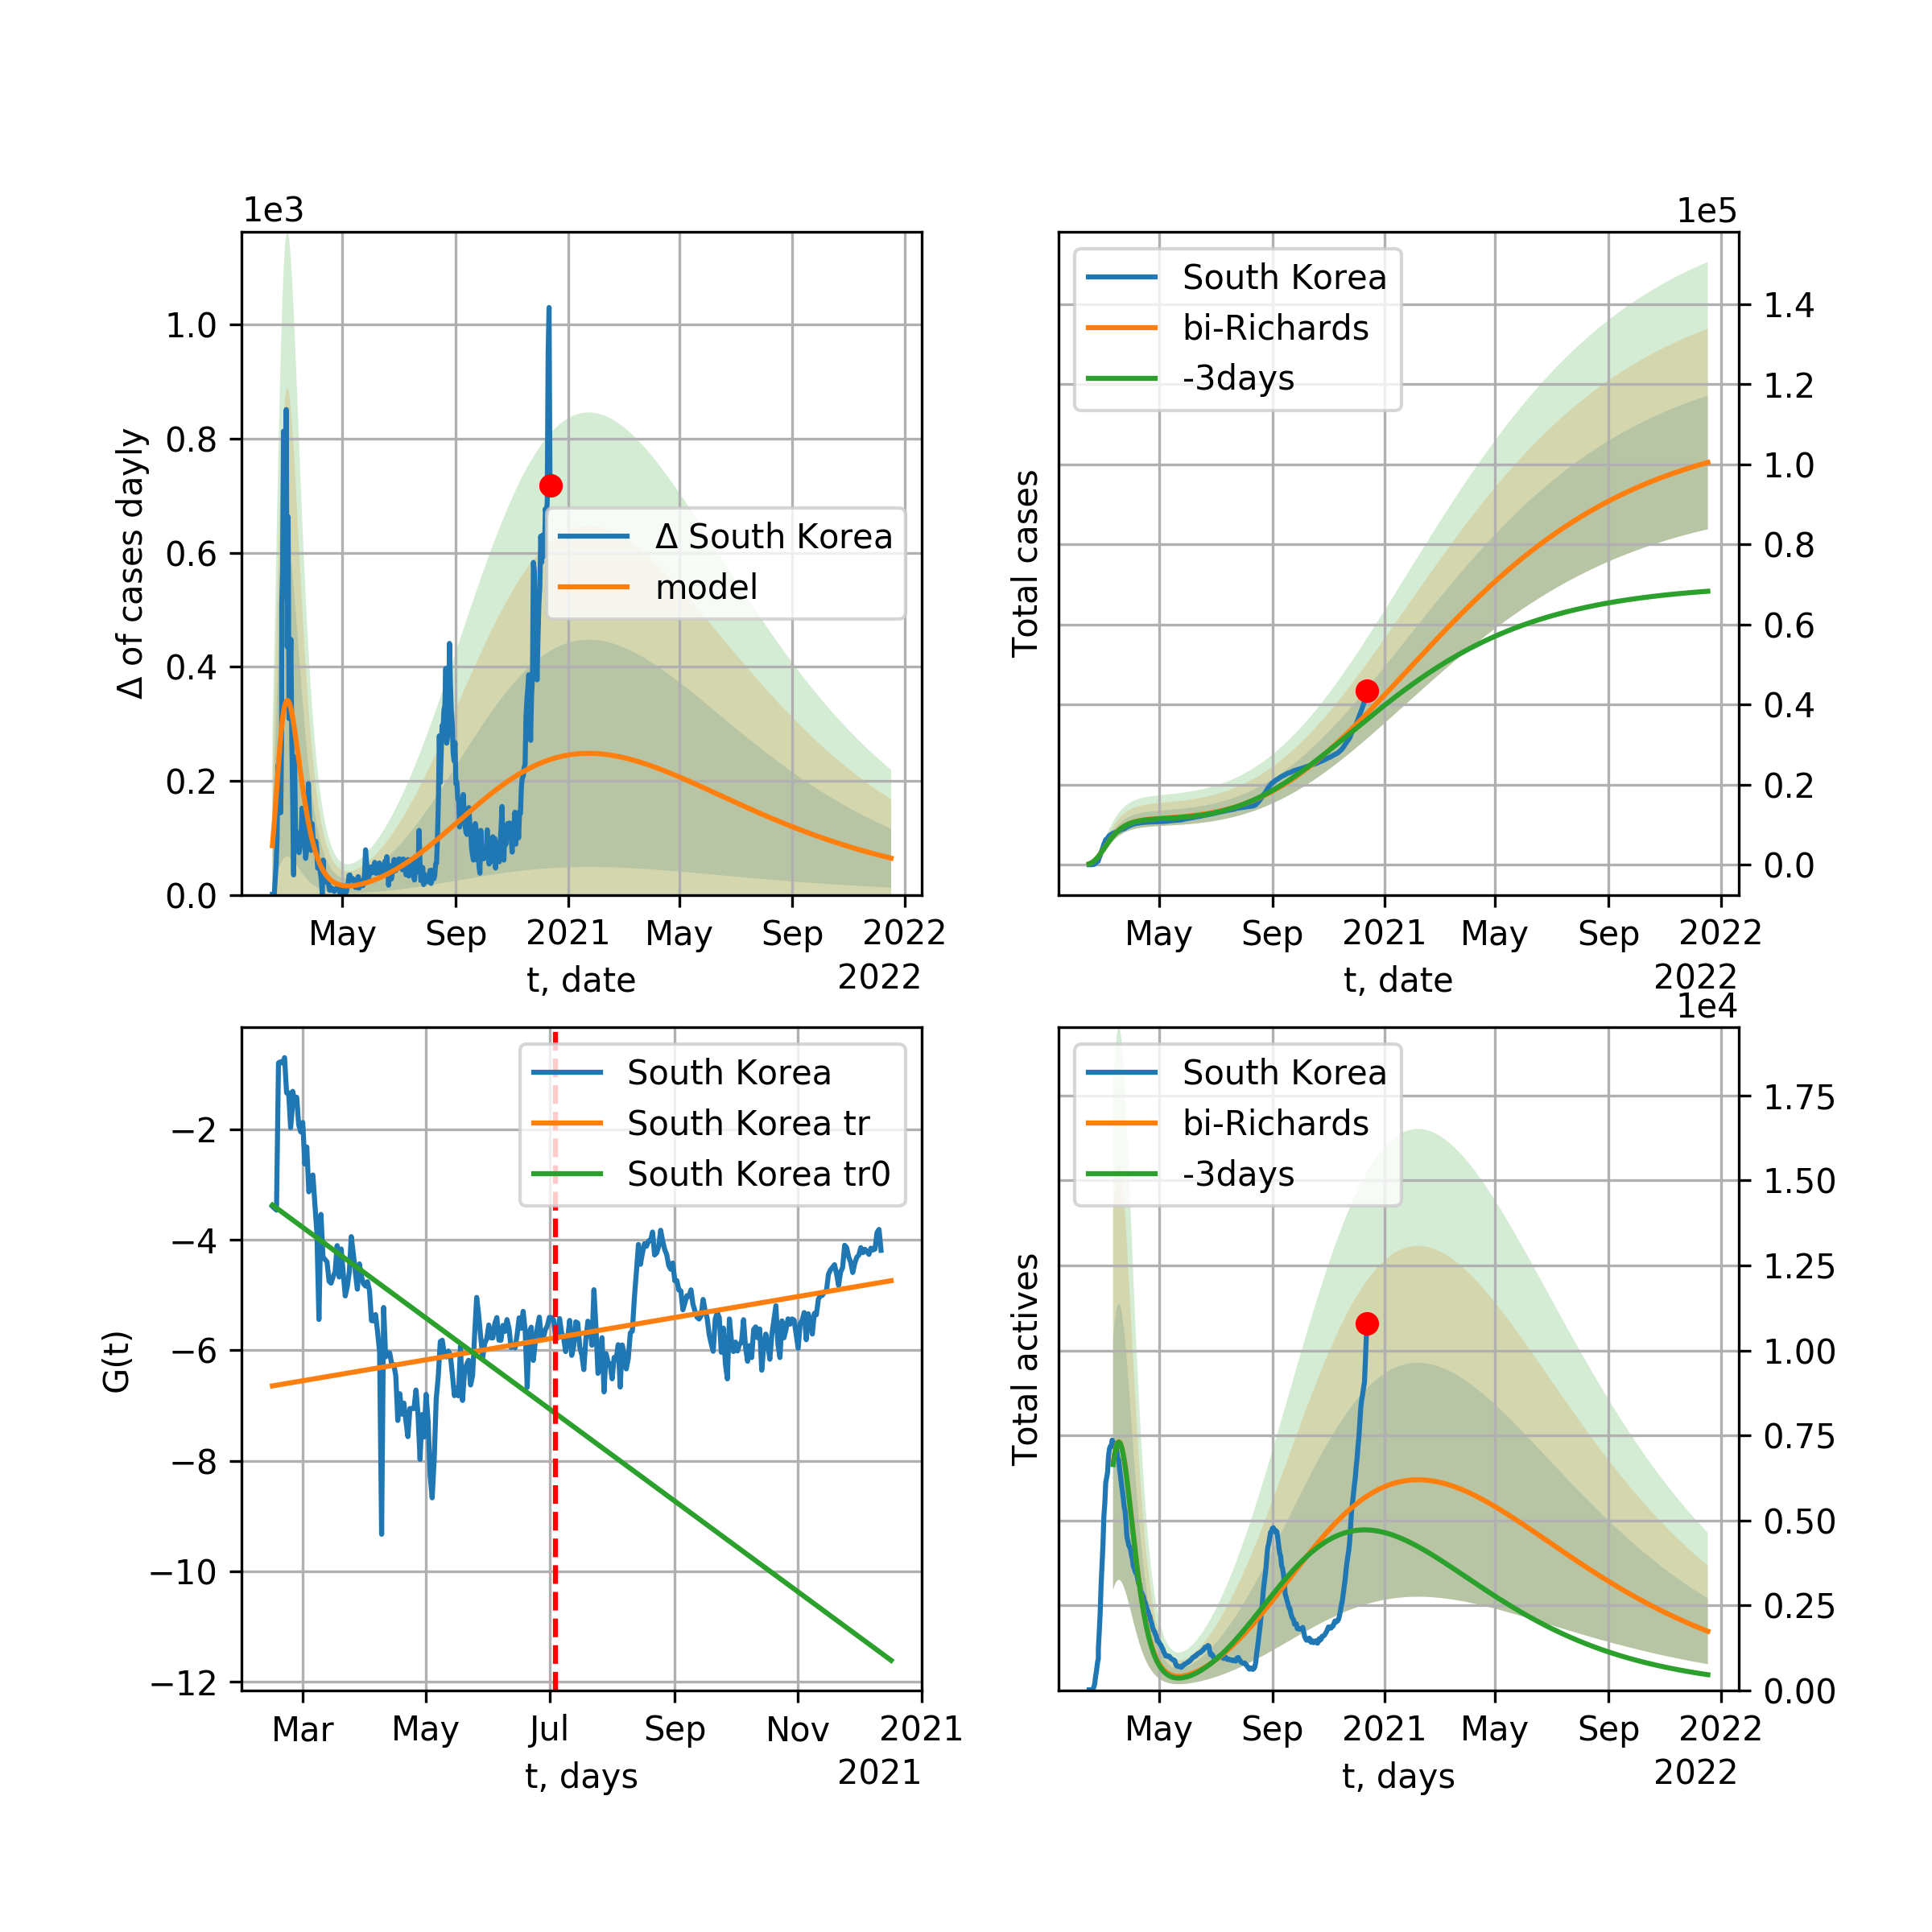 1e3
Δ of cases dayly
1.0
0.8
0.6
0.4
0.2
0.0
Δ South Korea
model
May Sep 2021 May Sep 2022
t, date
2022
1e5
Total cases
South Korea
bi-Richards
-3days
1.4
1.2
1.0
0.8
0.6
0.4
0.2
0.0
May Sep 2021 May Sep 2022
t, date
2022
G(t)
−2
−4
−6
−8
−10
−12
South Korea
South Korea tr
South Korea tr0
Mar May Jul Sep Nov 2021
t, days
2021
1e4
Total actives
South Korea
bi-Richards
-3days
1.75
1.50
1.25
1.00
0.75
0.50
0.25
0.00
May Sep 2021 May Sep 2022
t, days
2022